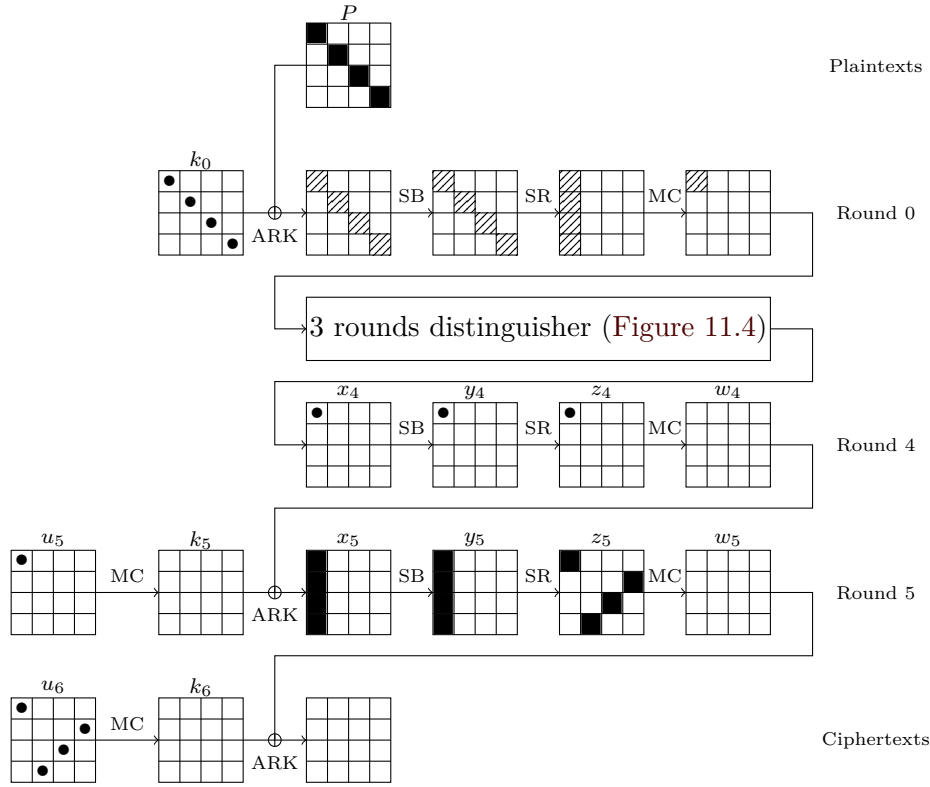 P
Plaintexts
k₀
SB SR MC
ARK
Round 0
3 rounds distinguisher (Figure 11.4)
x₄ y₄ z₄ w₄
SB SR MC
Round 4
u₅ k₅ x₅ y₅ z₅ w₅
MC SB SR MC
ARK
Round 5
u₆ k₆
MC
ARK
Ciphertexts